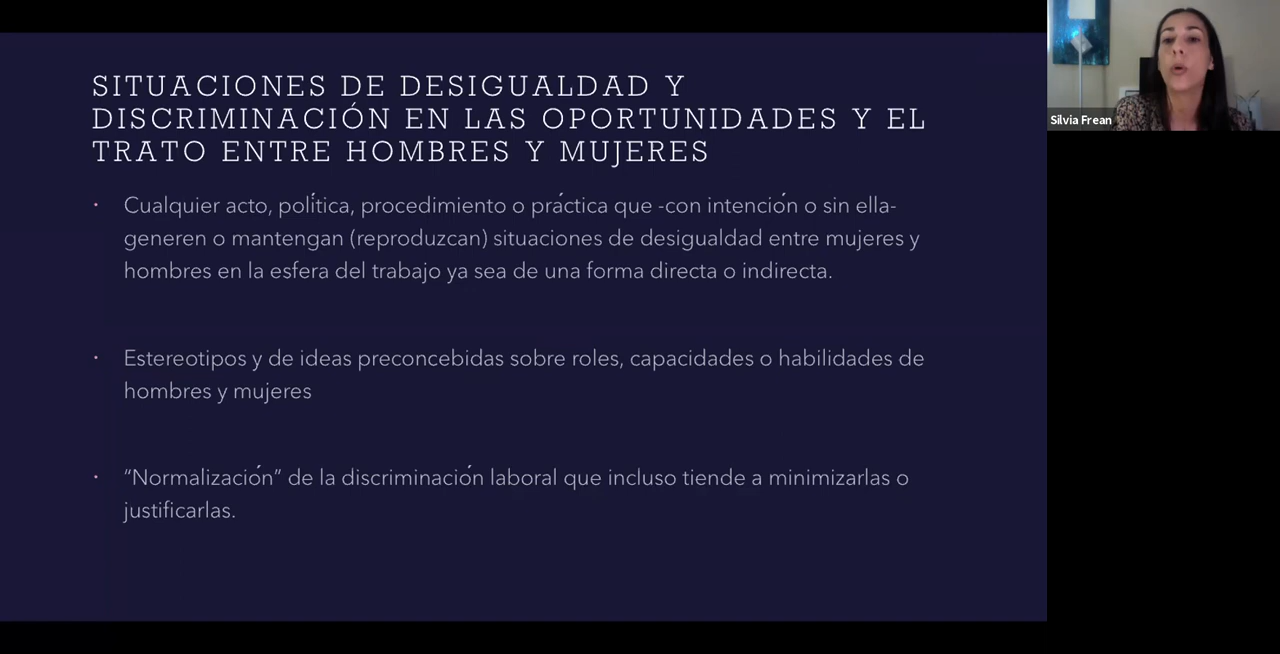 SITUACIONES DE DESIGUALDAD Y
DISCRIMINACIÓN EN LAS OPORTUNIDADES Y EL
TRATO ENTRE HOMBRES Y MUJERES
• Cualquier acto, política, procedimiento o práctica que -con intención o sin ella-
generen o mantengan (reproduzcan) situaciones de desigualdad entre mujeres y
hombres en la esfera del trabajo ya sea de una forma directa o indirecta.
• Estereotipos y de ideas preconcebidas sobre roles, capacidades o habilidades de
hombres y mujeres
• “Normalización” de la discriminación laboral que incluso tiende a minimizarlas o
justificarlas.
Silvia Frean